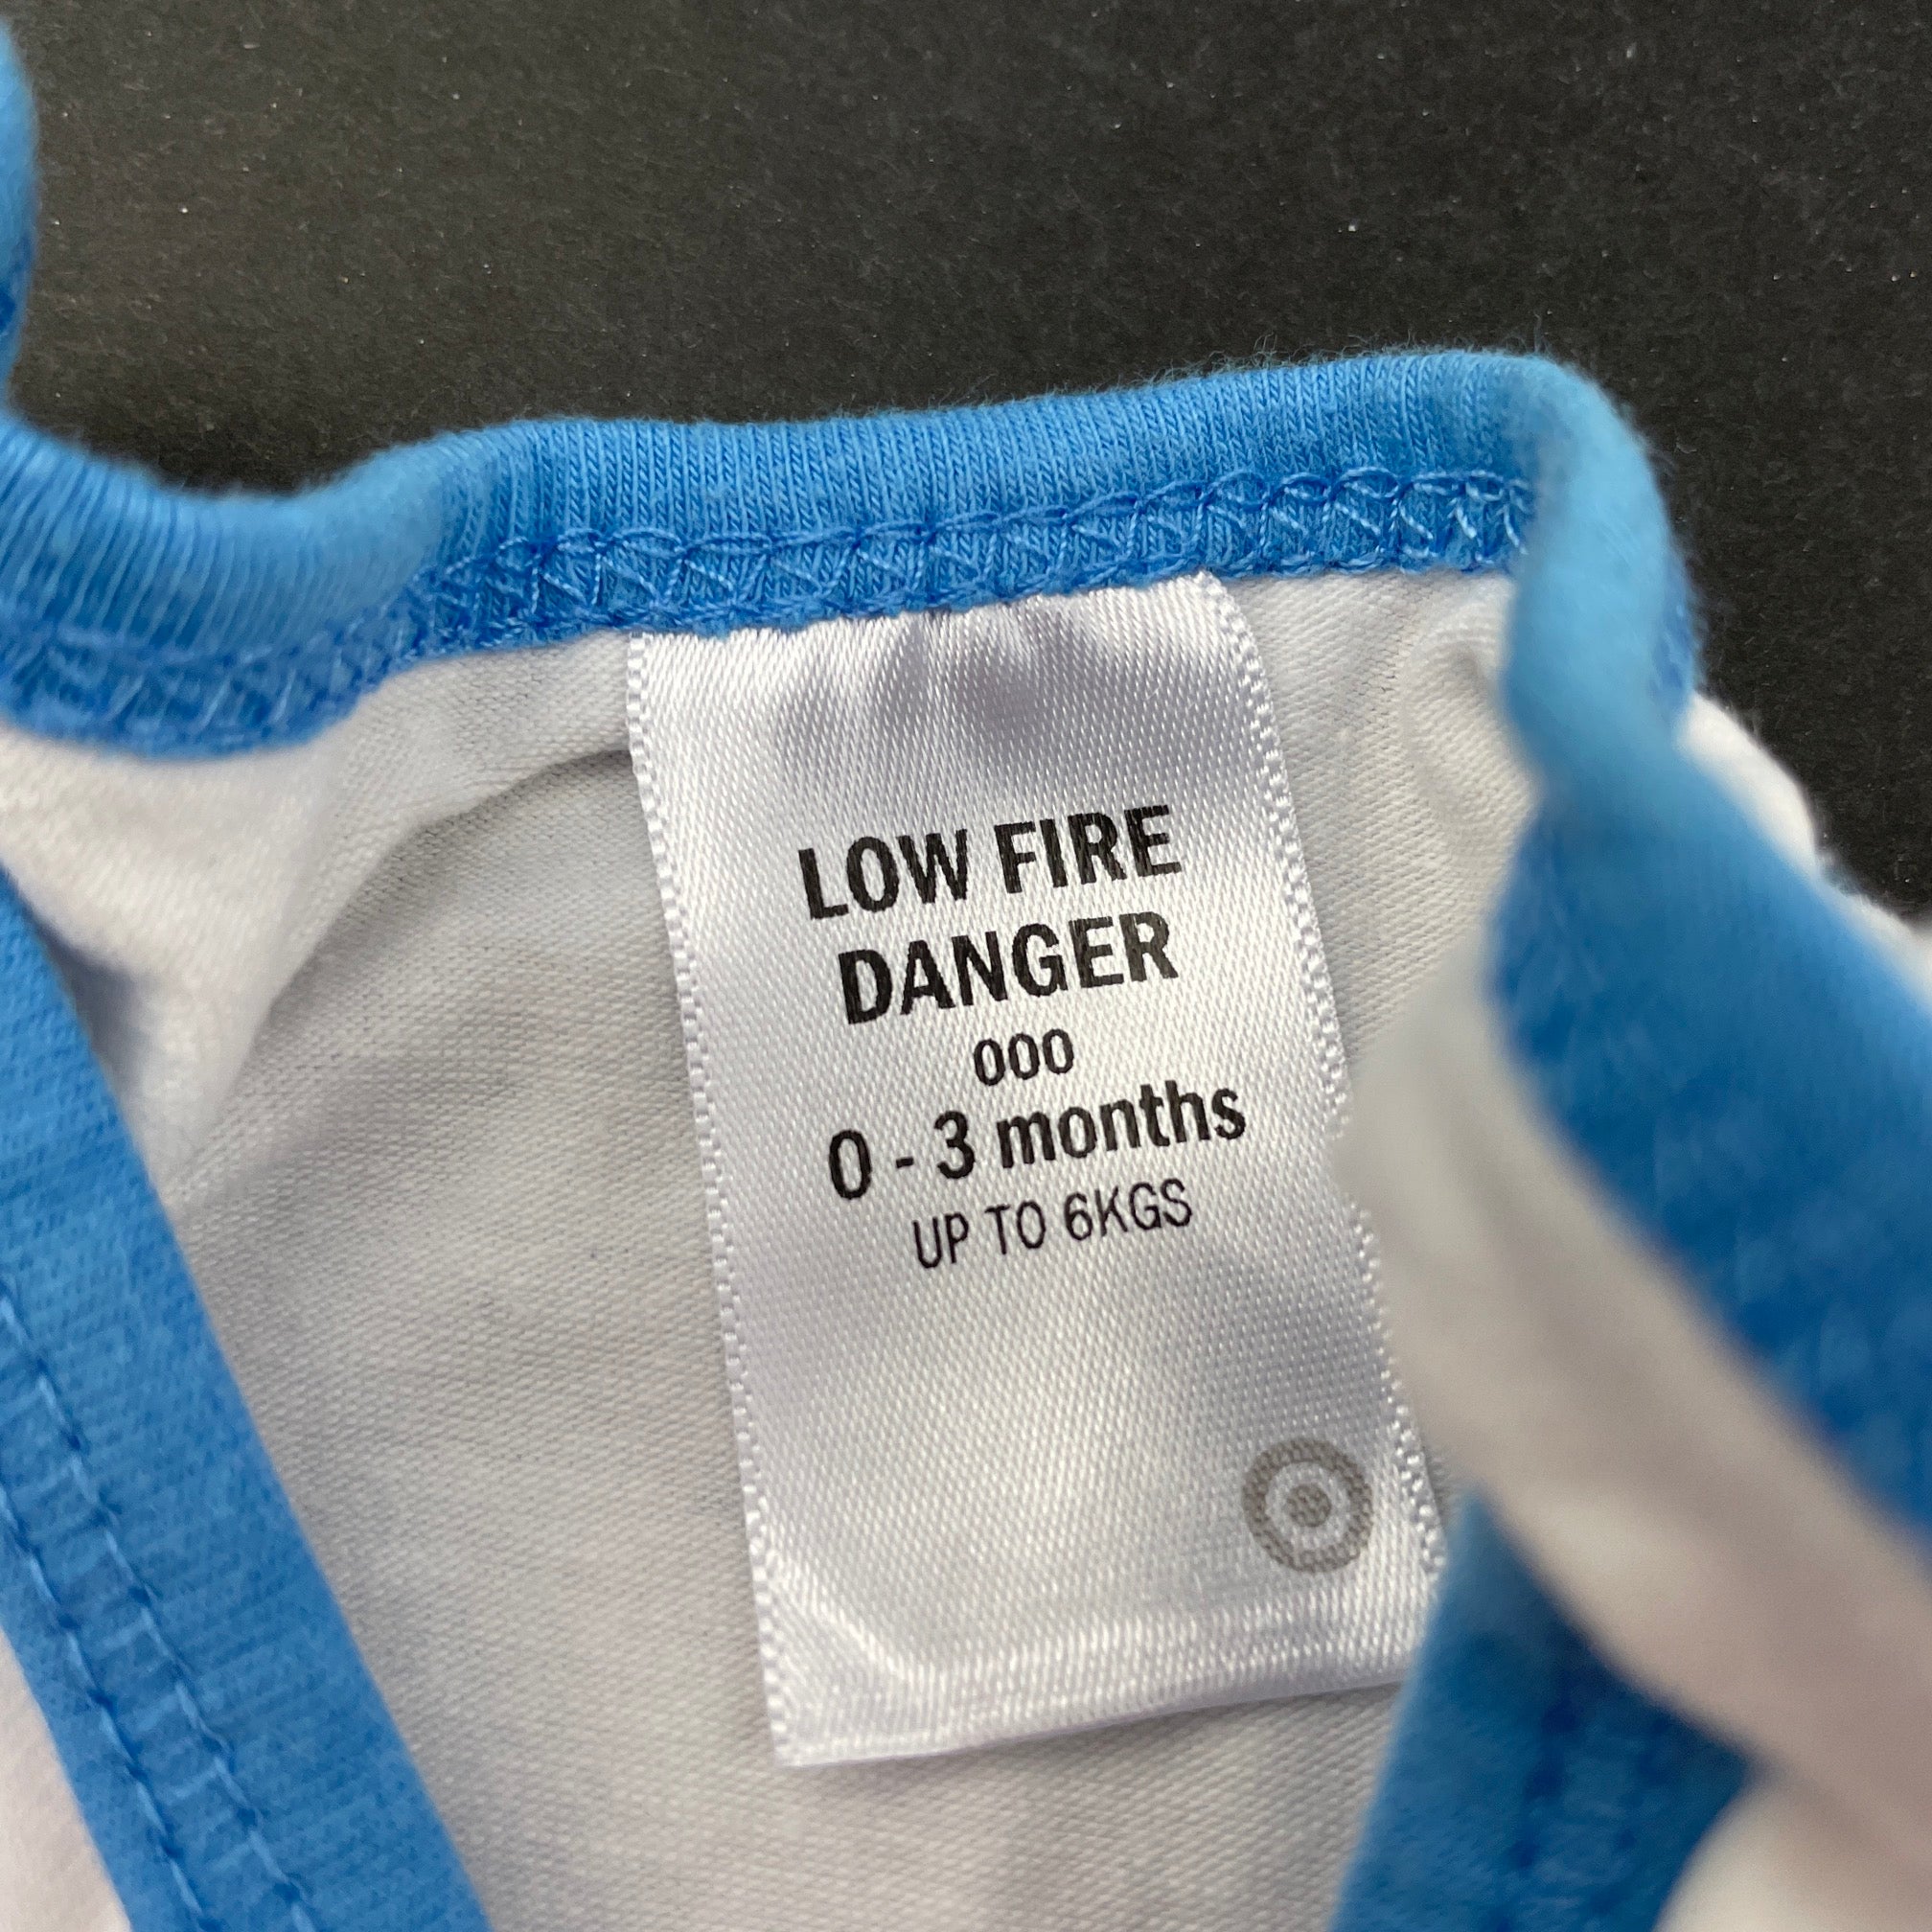 LOW FIRE
DANGER
000
0 - 3 months
UP TO 6KGS